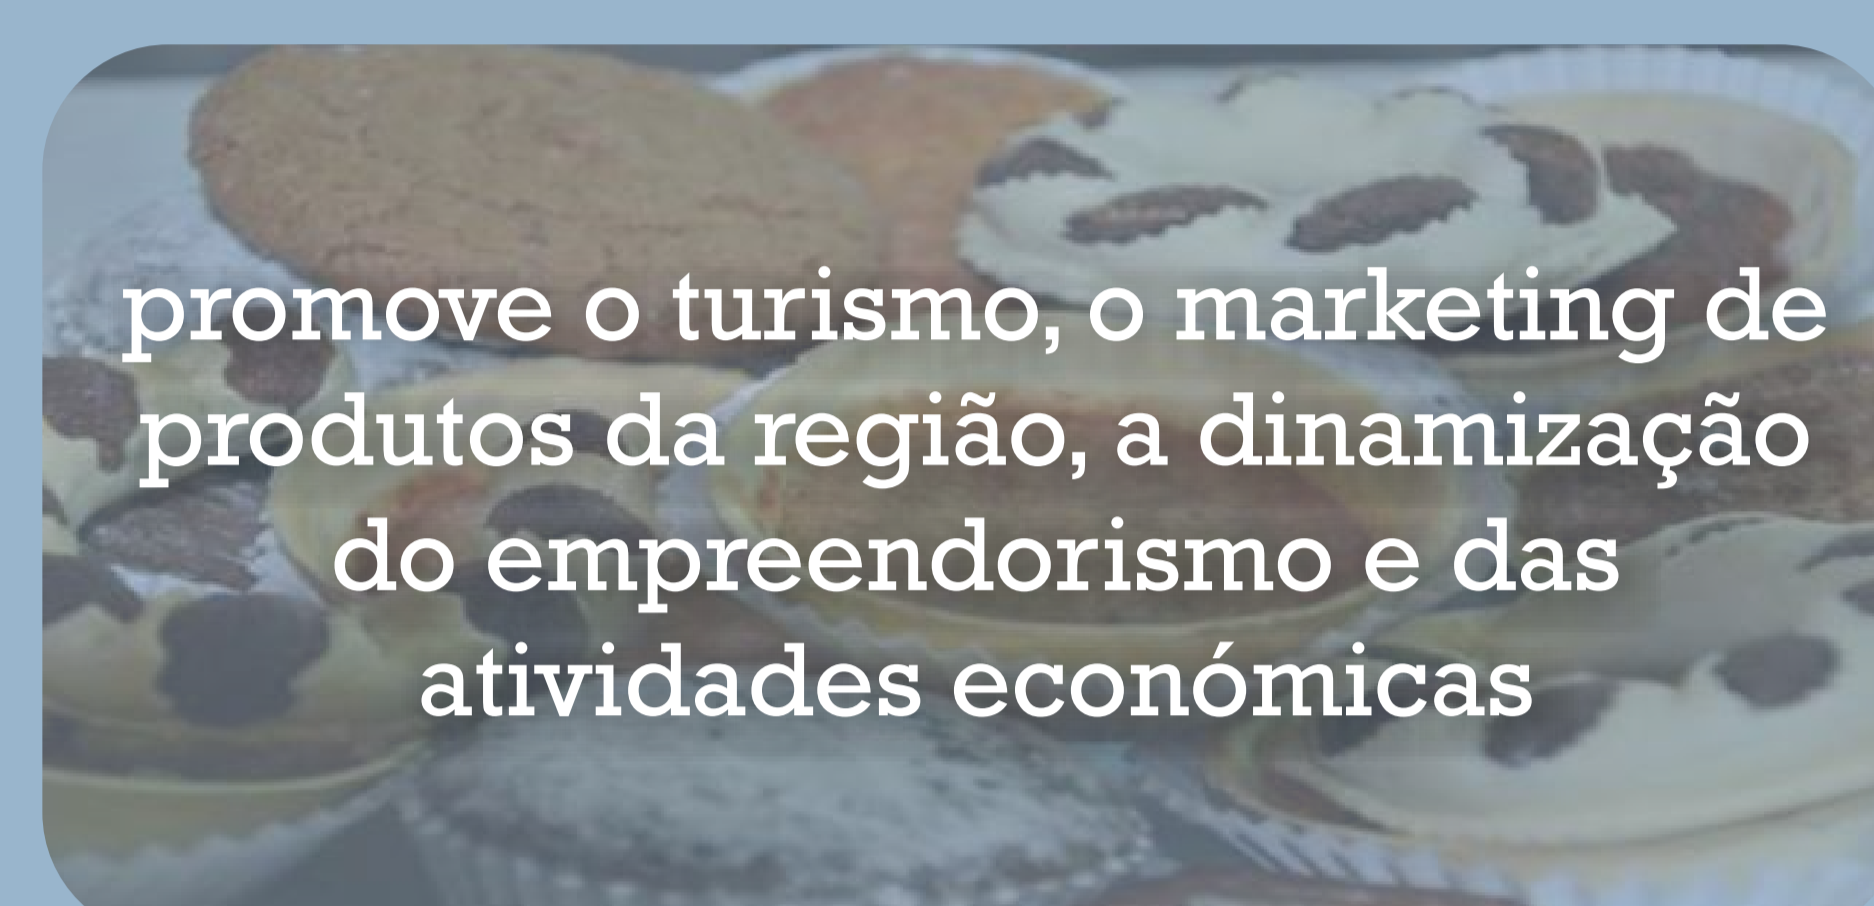 promove o turismo, o marketing de
produtos da região, a dinamização
do empreendorismo e das
atividades económicas